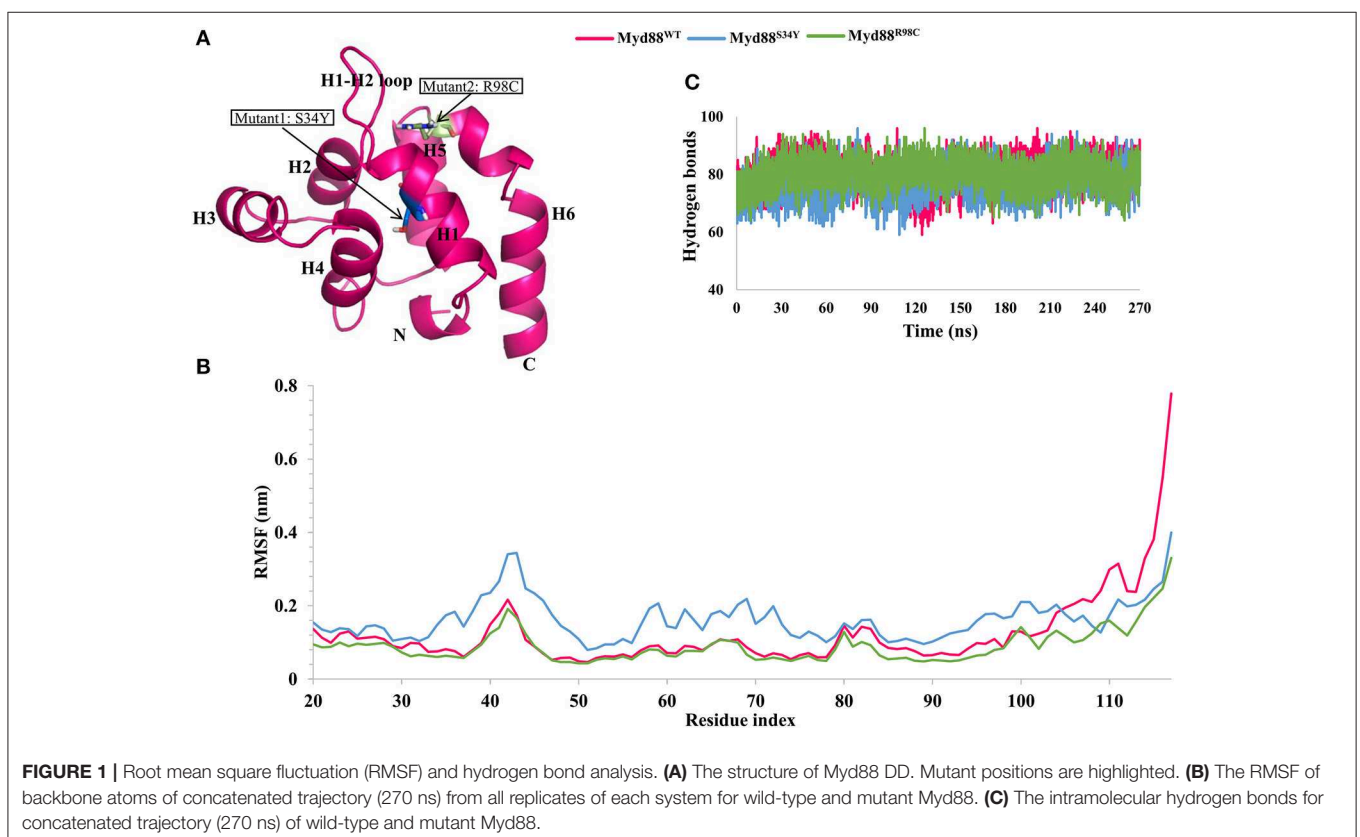 A
Myd88WT Myd88S34Y Myd88R98C
H1-H2 loop
Mutant2: R98C
Mutant1: S34Y
H5
H2
H3
H6
H1
H4
N
C
C
Hydrogen bonds
100
80
60
40
0 30 60 90 120 150 180 210 240 270
Time (ns)
B
RMSF (nm)
0.8
0.6
0.4
0.2
0
20 30 40 50 60 70 80 90 100 110
Residue index
FIGURE 1 | Root mean square fluctuation (RMSF) and hydrogen bond analysis. (A) The structure of Myd88 DD. Mutant positions are highlighted. (B) The RMSF of
backbone atoms of concatenated trajectory (270 ns) from all replicates of each system for wild-type and mutant Myd88. (C) The intramolecular hydrogen bonds for
concatenated trajectory (270 ns) of wild-type and mutant Myd88.